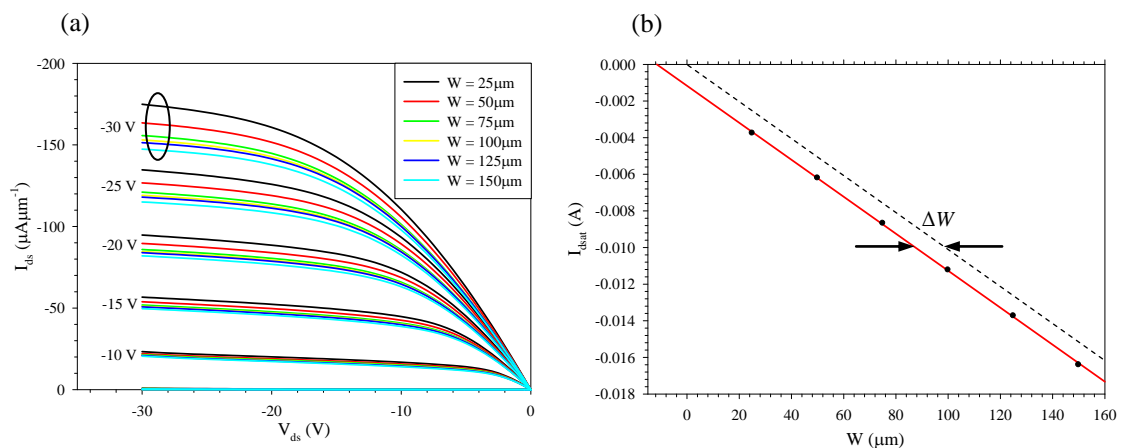 (a)
-200
-150
-100
-50
0
I_ds (μAμm⁻¹)
-30 V
-25 V
-20 V
-15 V
-10 V
W = 25μm
W = 50μm
W = 75μm
W = 100μm
W = 125μm
W = 150μm
-30
-20
-10
0
V_ds (V)
(b)
0.000
-0.002
-0.004
-0.006
-0.008
-0.010
-0.012
-0.014
-0.016
-0.018
I_dsat (A)
ΔW
0
20
40
60
80
100
120
140
160
W (μm)